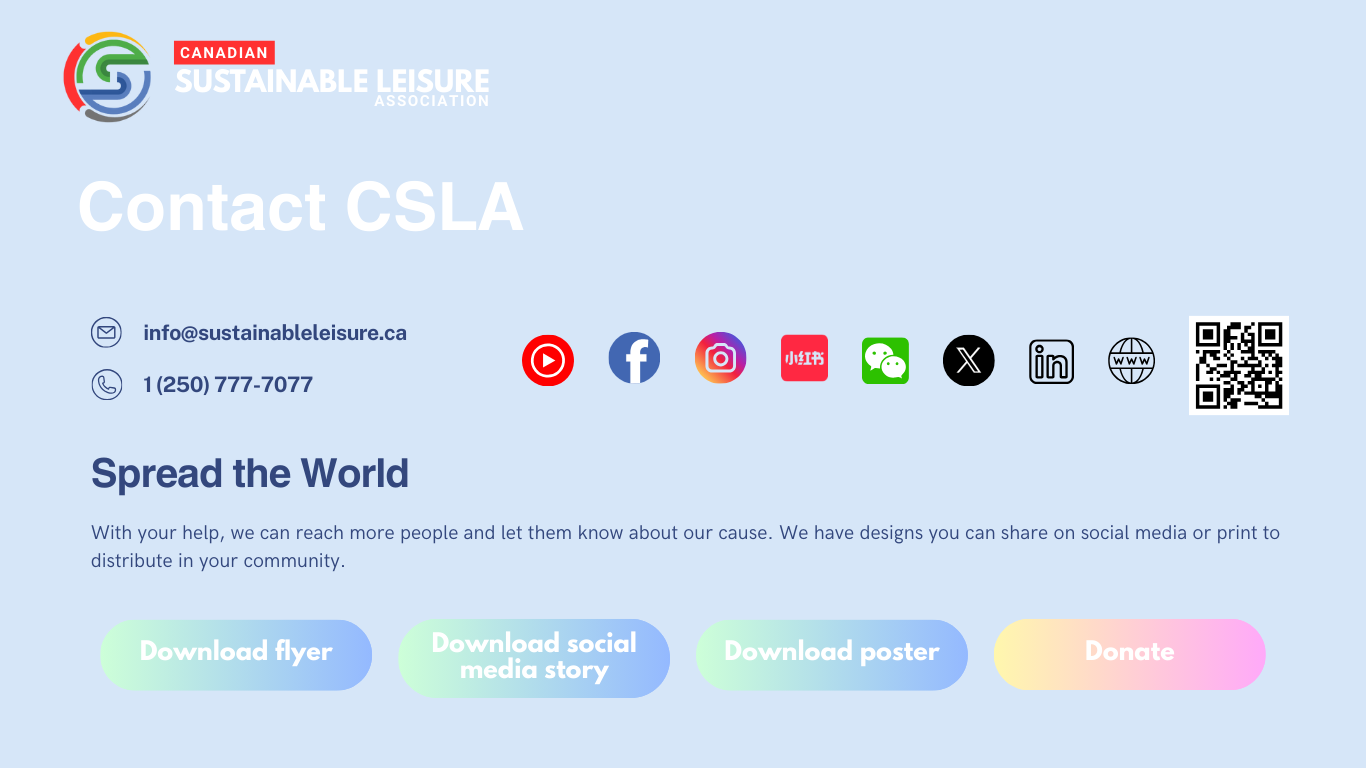 CANADIAN
SUSTAINABLE LEISURE
ASSOCIATION
Contact CSLA
info@sustainableleisure.ca
1 (250) 777-7077
小红书
in
WWW
Spread the World
With your help, we can reach more people and let them know about our cause. We have designs you can share on social media or print to
distribute in your community.
Download flyer
Download social
media story
Download poster
Donate